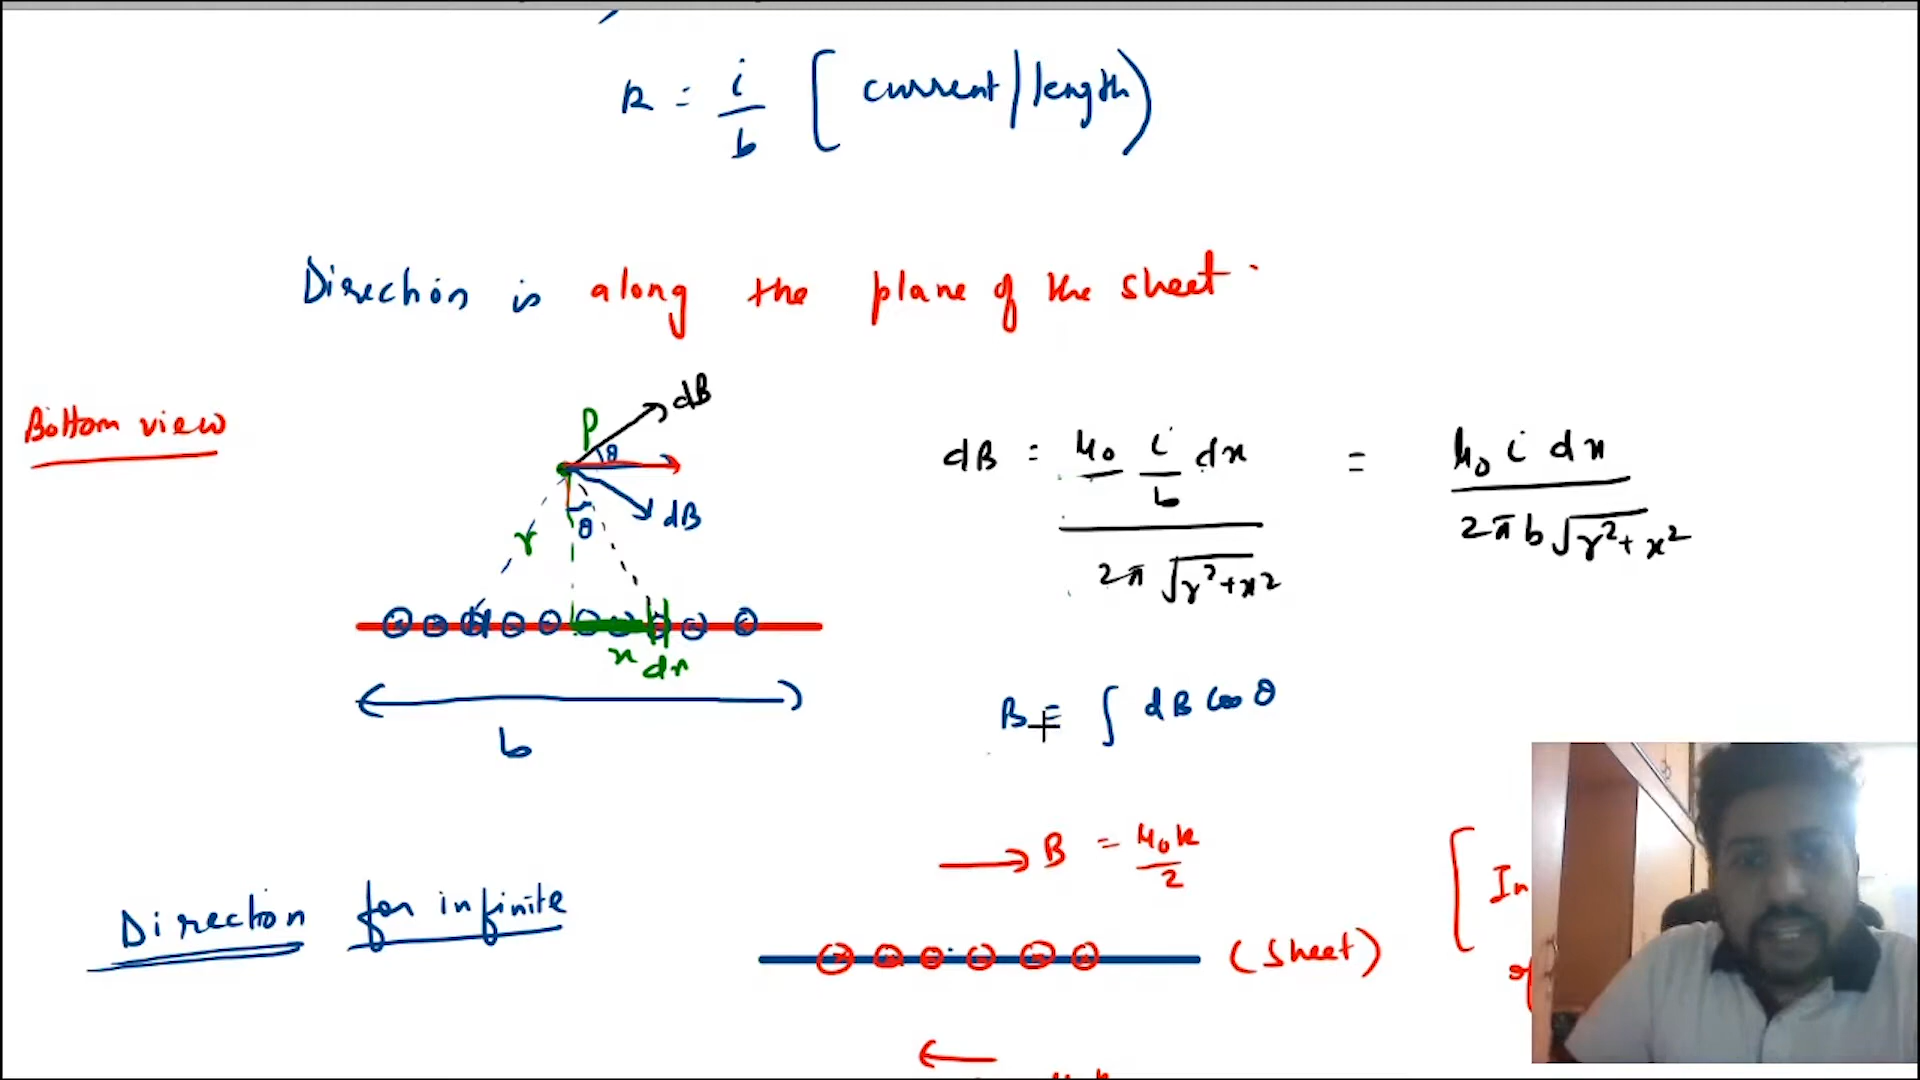 k = i/b [current/length)
Direction is along the plane of the sheet.
Bottom view
P
dB
θ
dB
θ
r
x dx
b
dB = μ₀ i/b dx / 2π √r²+x² = μ₀ i dx / 2π b √r²+x²
B = ∫ dB cos θ
→ B = μ₀k/2
[ In
Direction for infinite
(sheet)
←